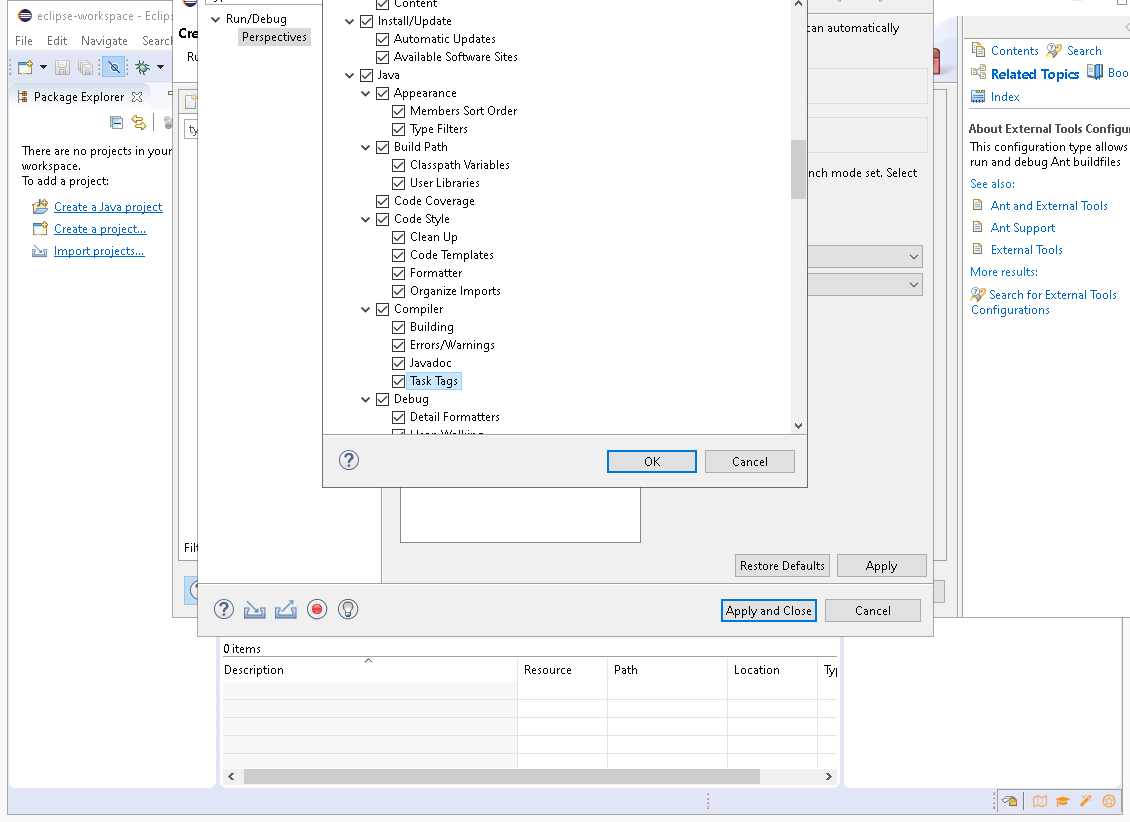 eclipse-workspace - Eclips
File Edit Navigate Search
Package Explorer
There are no projects in your
workspace.
To add a project:
Create a Java project
Create a project...
Import projects...
Cre
Ru
ty
Filt
Run/Debug
Perspectives
Content
Install/Update
Automatic Updates
Available Software Sites
Java
Appearance
Members Sort Order
Type Filters
Build Path
Classpath Variables
User Libraries
Code Coverage
Code Style
Clean Up
Code Templates
Formatter
Organize Imports
Compiler
Building
Errors/Warnings
Javadoc
Task Tags
Debug
Detail Formatters
OK Cancel
can automatically
nch mode set. Select
Restore Defaults Apply
Apply and Close Cancel
Contents Search
Related Topics Boo
Index
About External Tools Configur
This configuration type allows
run and debug Ant buildfiles
See also:
Ant and External Tools
Ant Support
External Tools
More results:
Search for External Tools
Configurations
0 items
Description Resource Path Location Typ